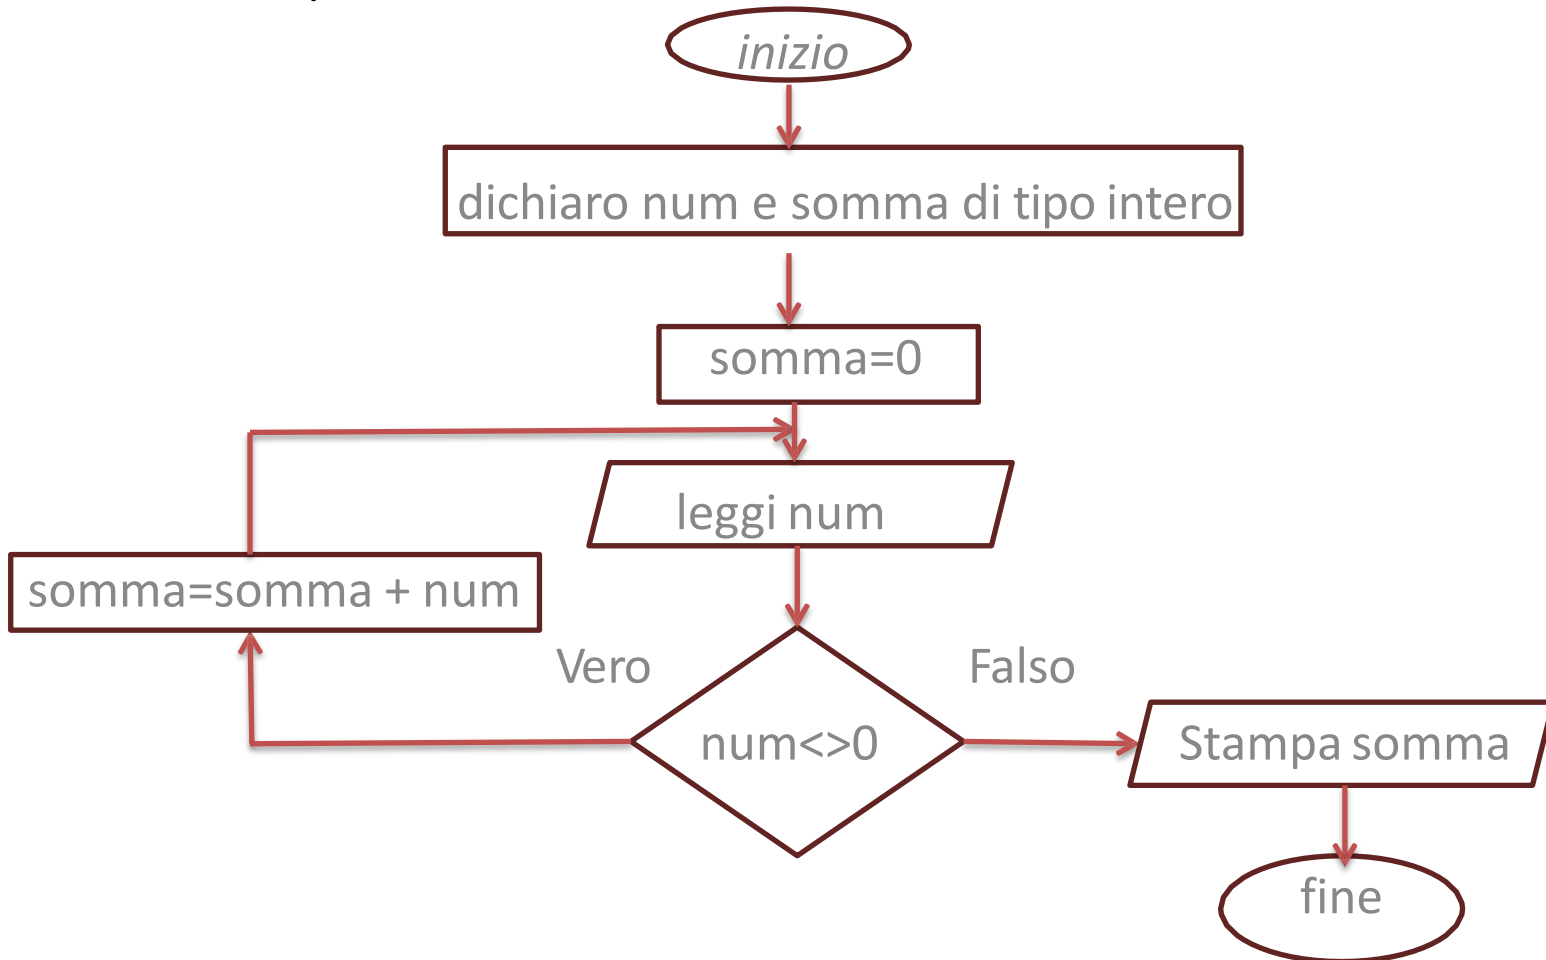 inizio
dichiaro num e somma di tipo intero
somma=0
leggi num
somma=somma + num
Vero
Falso
num<>0
Stampa somma
fine